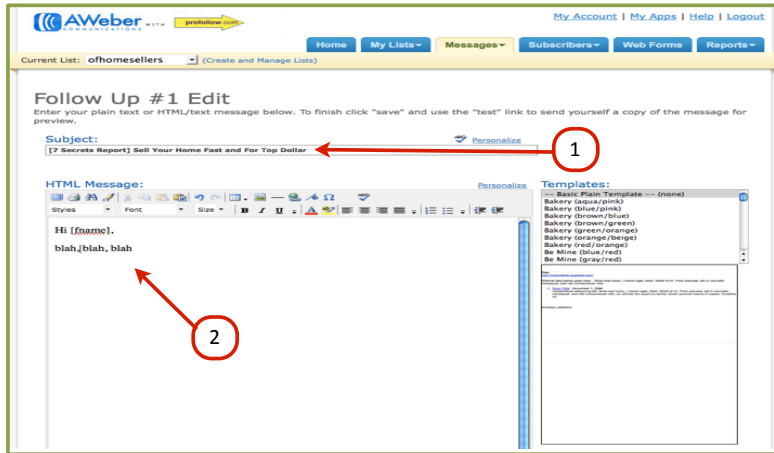 AWeber WITH profollow.com
COMMUNICATIONS
My Account | My Apps | Help | Logout
Home My Lists Messages Subscribers Web Forms Reports
Current List: ofhomesellers (Create and Manage Lists)
Follow Up #1 Edit
Enter your plain text or HTML/text message below. To finish click "save" and use the "test" link to send yourself a copy of the message for
preview.
Subject: Personalize
[7 Secrets Report] Sell Your Home Fast and For Top Dollar
1
HTML Message: Personalize
Styles Font Size B I U
Hi [fname],
blah, blah, blah
2
Templates:
-- Basic Plain Template -- (none)
Bakery (aqua/pink)
Bakery (blue/pink)
Bakery (brown/blue)
Bakery (brown/green)
Bakery (green/orange)
Bakery (orange/beige)
Bakery (red/orange)
Be Mine (blue/red)
Be Mine (gray/red)